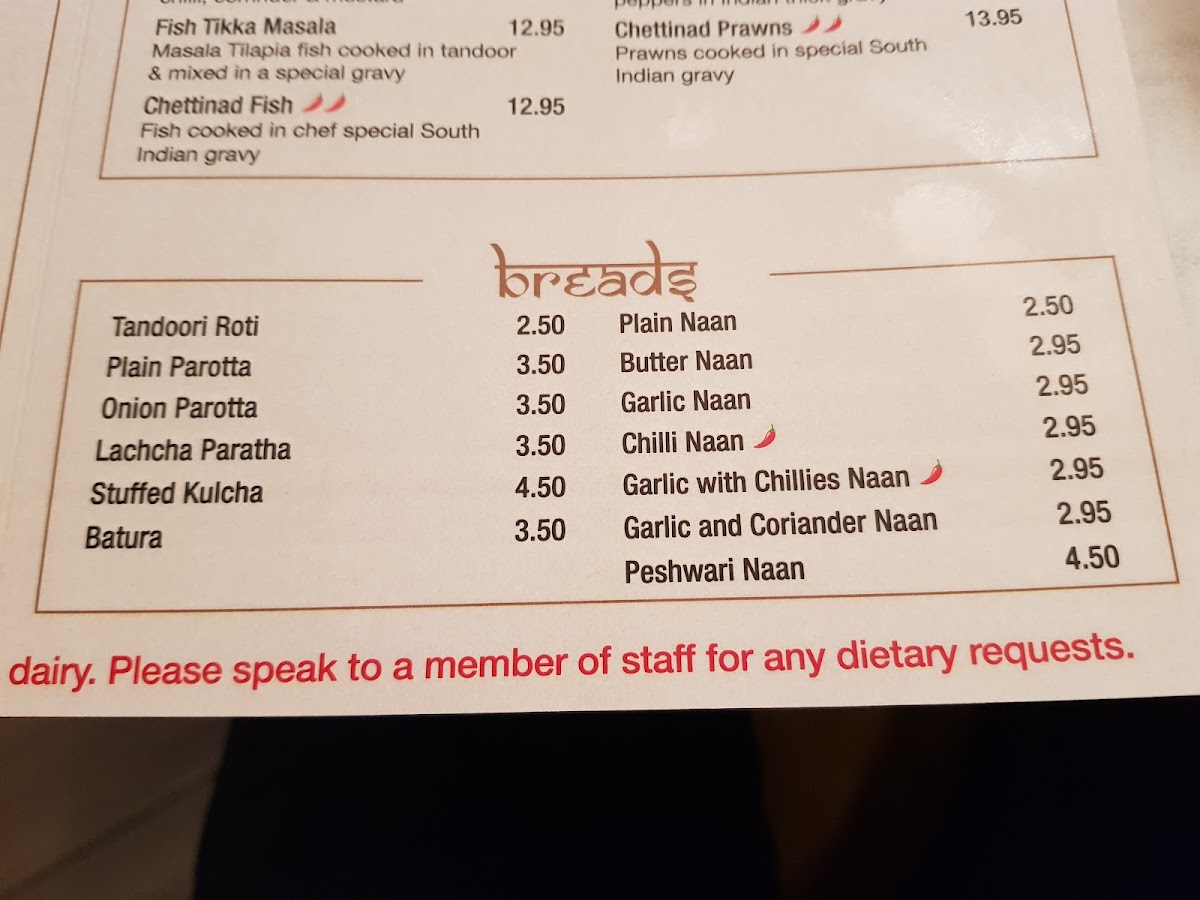 Fish Tikka Masala 12.95
Masala Tilapia fish cooked in tandoor
& mixed in a special gravy
Chettinad Fish 12.95
Fish cooked in chef special South
Indian gravy
Chettinad Prawns 13.95
Prawns cooked in special South
Indian gravy
breads
Tandoori Roti 2.50
Plain Parotta 3.50
Onion Parotta 3.50
Lachcha Paratha 3.50
Stuffed Kulcha 4.50
Batura 3.50
Plain Naan 2.50
Butter Naan 2.95
Garlic Naan 2.95
Chilli Naan 2.95
Garlic with Chillies Naan 2.95
Garlic and Coriander Naan 2.95
Peshwari Naan 4.50
dairy. Please speak to a member of staff for any dietary requests.